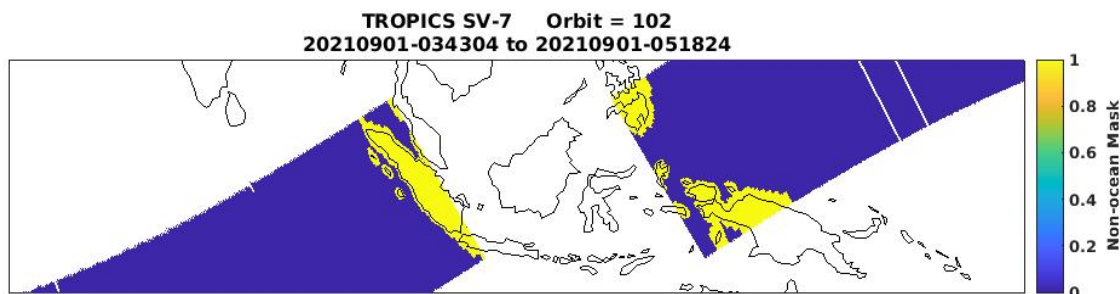 TROPICS SV-7 Orbit = 102
20210901-034304 to 20210901-051824
1
0.8
0.6
0.4
0.2
0
Non-ocean Mask